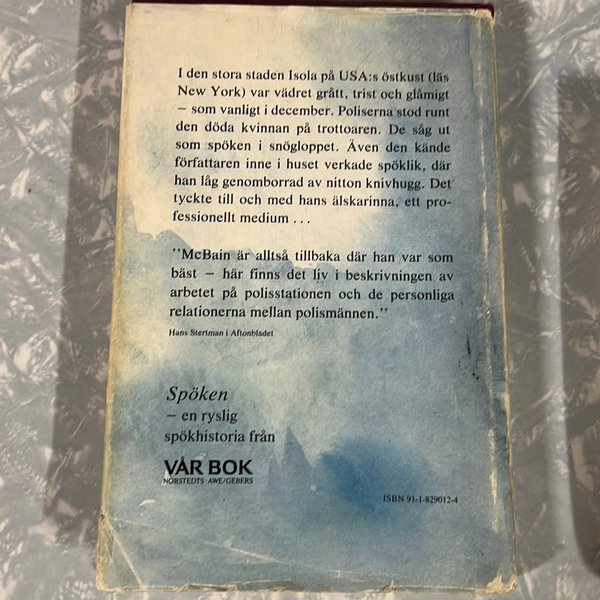 I den stora staden Isola på USA:s östkust (läs
New York) var vädret grått, trist och glåmigt
– som vanligt i december. Poliserna stod runt
den döda kvinnan på trottoaren. De såg ut
som spöken i snögloppet. Även den kände
författaren inne i huset verkade spöklik, där
han låg genomborrad av nitton knivhugg. Det
tyckte till och med hans älskarinna, ett pro-
fessionellt medium ...
"McBain är alltså tillbaka där han var som
bäst – här finns det liv i beskrivningen av
arbetet på polisstationen och de personliga
relationerna mellan polismännen."
Hans Stertman i Aftonbladet
Spöken
– en ryslig
spökhistoria från
VÅR BOK
NORSTEDTS · AWE/GEBERS
ISBN 91-1-829012-4